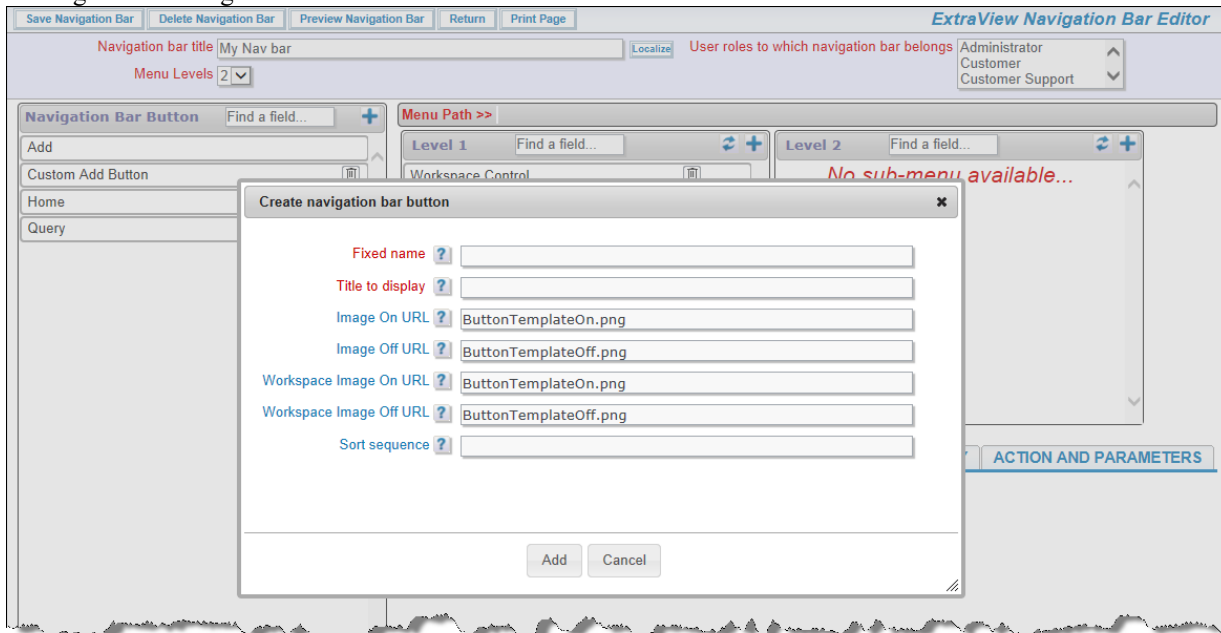 Save Navigation Bar Delete Navigation Bar Preview Navigation Bar Return Print Page ExtraView Navigation Bar Editor
Navigation bar title My Nav bar Localize User roles to which navigation bar belongs Administrator
Customer
Menu Levels 2 Customer Support
Navigation Bar Button Find a field... Menu Path >>
Add Level 1 Find a field... Level 2 Find a field...
Custom Add Button Workspace Control No sub-menu available...
Home Create navigation bar button
Query
Fixed name ?
Title to display ?
Image On URL ? ButtonTemplateOn.png
Image Off URL ? ButtonTemplateOff.png
Workspace Image On URL ? ButtonTemplateOn.png
Workspace Image Off URL ? ButtonTemplateOff.png
Sort sequence ?
ACTION AND PARAMETERS
Add Cancel